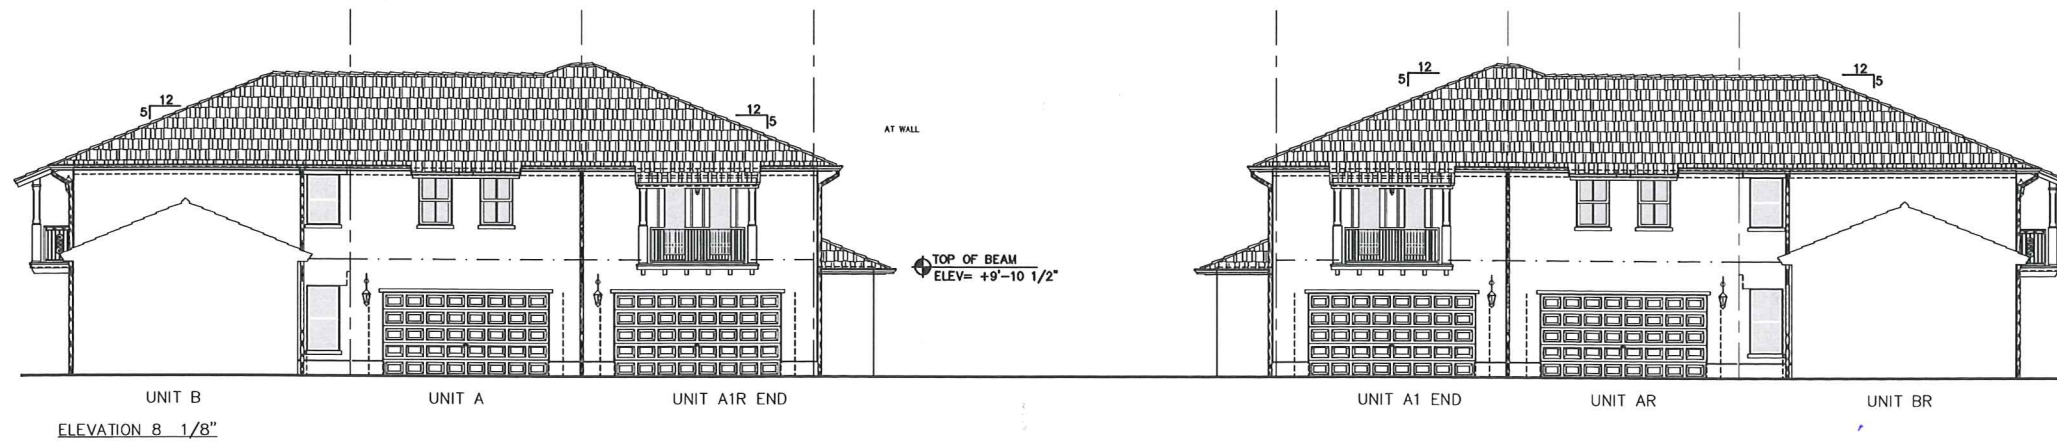 12
5
12
5
AT WALL
12
5
12
5
TOP OF BEAM
ELEV= +9'-10 1/2"
UNIT B
UNIT A
UNIT A1R END
UNIT A1 END
UNIT AR
UNIT BR
ELEVATION 8 1/8"